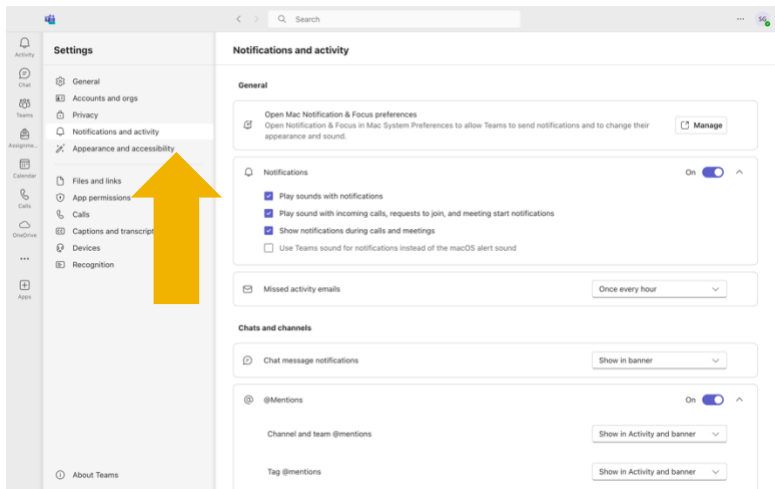 Search
SG
Activity
Chat
Teams
Assignme...
Calendar
Calls
OneDrive
Apps
Settings
General
Accounts and orgs
Privacy
Notifications and activity
Appearance and accessibility
Files and links
App permissions
Calls
Captions and transcript
Devices
Recognition
About Teams
Notifications and activity
General
Open Mac Notification & Focus preferences
Open Notification & Focus in Mac System Preferences to allow Teams to send notifications and to change their
appearance and sound.
Manage
Notifications
On
Play sounds with notifications
Play sound with incoming calls, requests to join, and meeting start notifications
Show notifications during calls and meetings
Use Teams sound for notifications instead of the macOS alert sound
Missed activity emails
Once every hour
Chats and channels
Chat message notifications
Show in banner
@Mentions
On
Channel and team @mentions
Show in Activity and banner
Tag @mentions
Show in Activity and banner